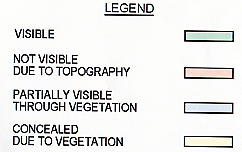 LEGEND
VISIBLE
NOT VISIBLE
DUE TO TOPOGRAPHY
PARTIALLY VISIBLE
THROUGH VEGETATION
CONCEALED
DUE TO VEGETATION